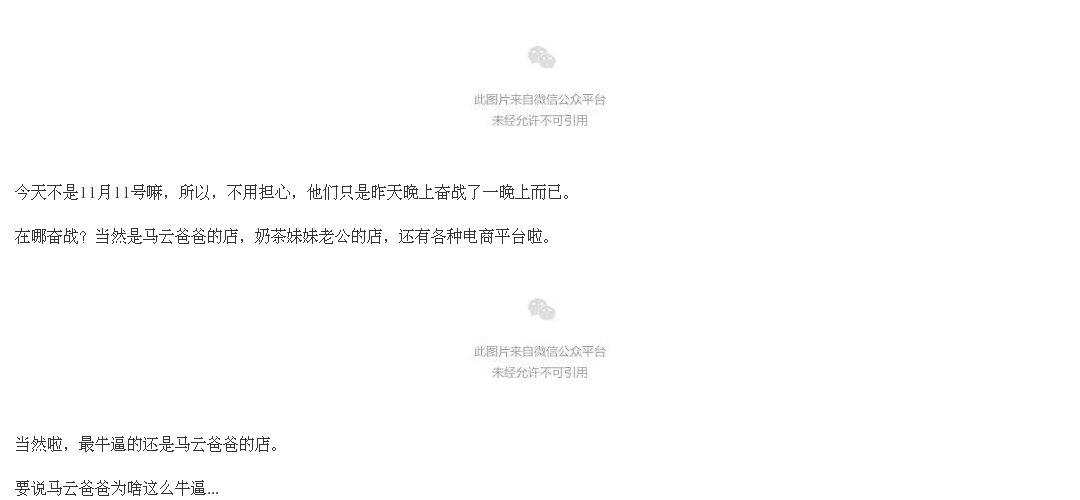 此图片来自微信公众平台
未经允许不可引用
今天不是11月11号嘛，所以，不用担心，他们只是昨天晚上奋战了一晚上而已。
在哪奋战？当然是马云爸爸的店，奶茶妹妹老公的店，还有各种电商平台啦。
此图片来自微信公众平台
未经允许不可引用
当然啦，最牛逼的还是马云爸爸的店。
要说马云爸爸为啥这么牛逼...